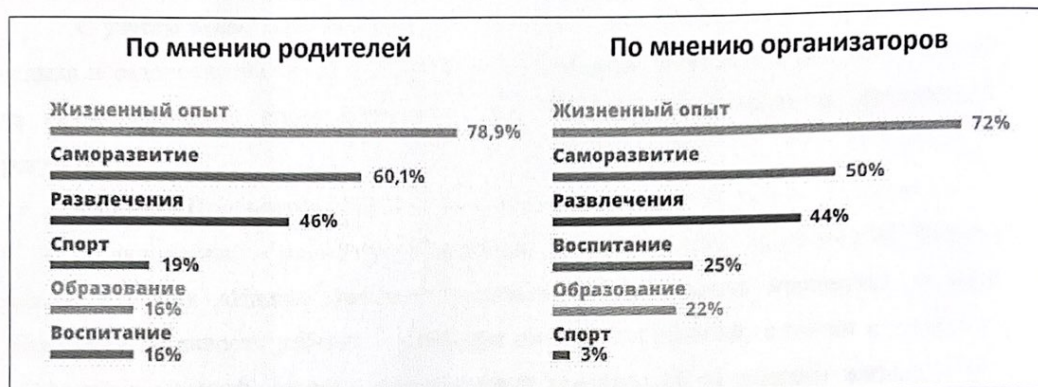 По мнению родителей
Жизненный опыт
78,9%
Саморазвитие
60,1%
Развлечения
46%
Спорт
19%
Образование
16%
Воспитание
16%
По мнению организаторов
Жизненный опыт
72%
Саморазвитие
50%
Развлечения
44%
Воспитание
25%
Образование
22%
Спорт
3%